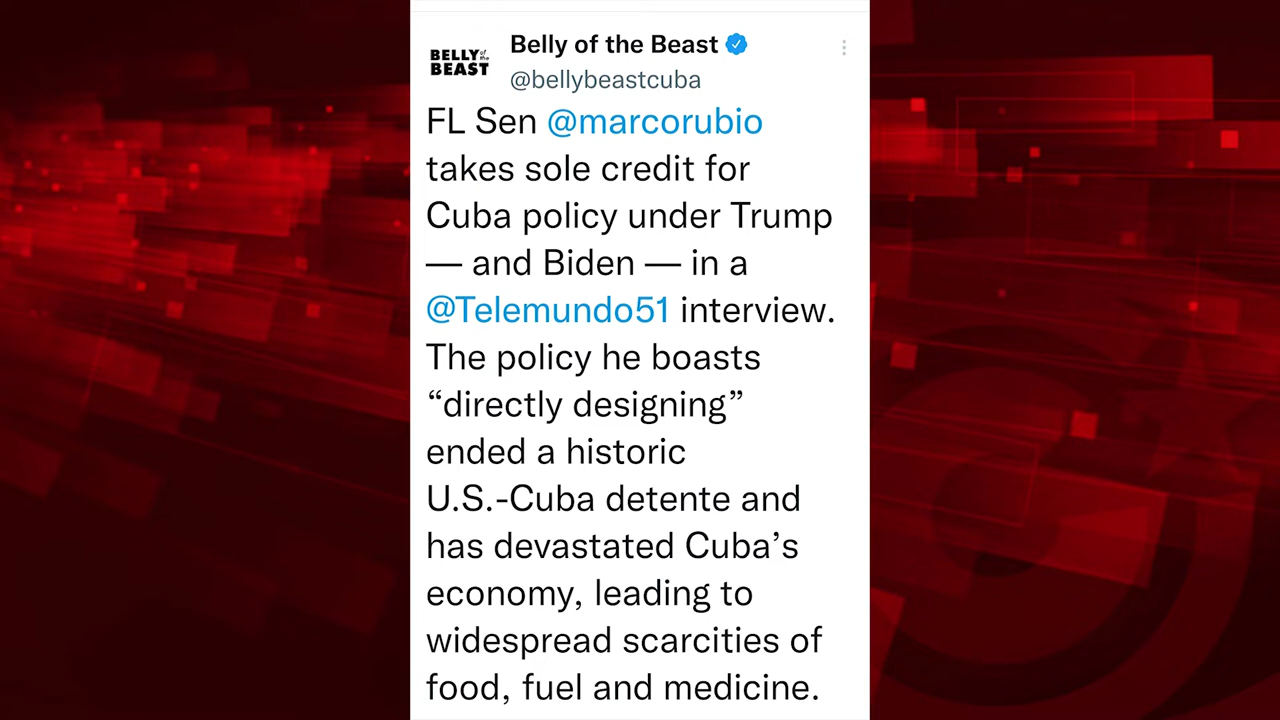 BELLY of the
BEAST
Belly of the Beast
@bellybeastcuba
FL Sen @marcorubio
takes sole credit for
Cuba policy under Trump
— and Biden — in a
@Telemundo51 interview.
The policy he boasts
“directly designing”
ended a historic
U.S.-Cuba detente and
has devastated Cuba’s
economy, leading to
widespread scarcities of
food, fuel and medicine.